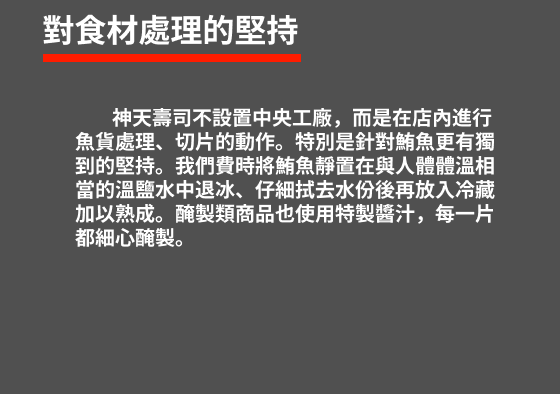 對食材處理的堅持
神天壽司不設置中央工廠，而是在店內進行
魚貨處理、切片的動作。特別是針對鮪魚更有獨
到的堅持。我們費時將鮪魚靜置在與人體體溫相
當的溫鹽水中退冰、仔細拭去水份後再放入冷藏
加以熟成。醃製類商品也使用特製醬汁，每一片
都細心醃製。